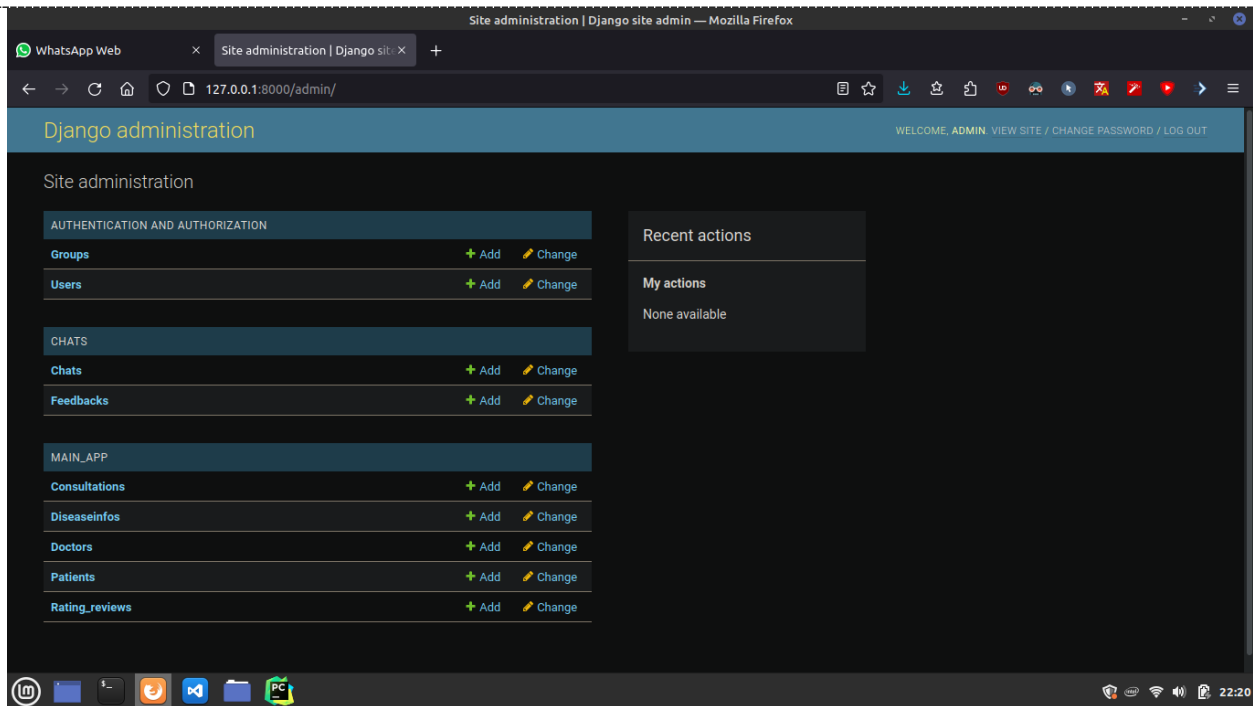 Site administration | Django site admin — Mozilla Firefox
WhatsApp Web
Site administration | Django sit
127.0.0.1:8000/admin/
Django administration
WELCOME, ADMIN. VIEW SITE / CHANGE PASSWORD / LOG OUT
Site administration
AUTHENTICATION AND AUTHORIZATION
Groups + Add Change
Users + Add Change
CHATS
Chats + Add Change
Feedbacks + Add Change
MAIN_APP
Consultations + Add Change
Diseaseinfos + Add Change
Doctors + Add Change
Patients + Add Change
Rating_reviews + Add Change
Recent actions
My actions
None available
PC
22:20